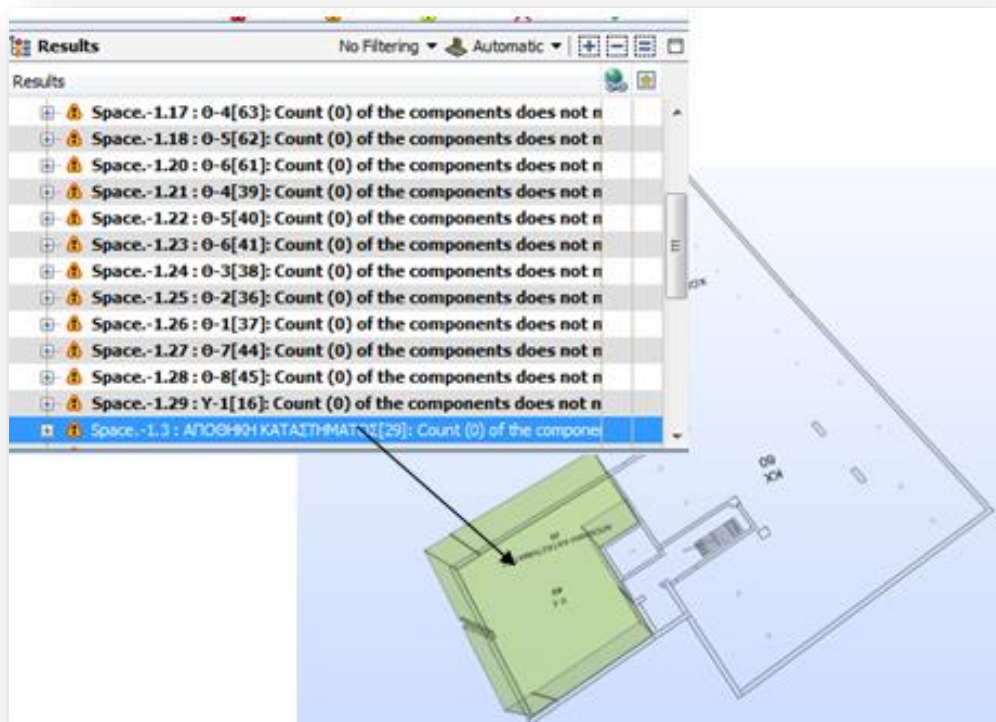 Results
No Filtering Automatic
Results
Space.-1.17 : Θ-4[63]: Count (0) of the components does not n
Space.-1.18 : Θ-5[62]: Count (0) of the components does not n
Space.-1.20 : Θ-6[61]: Count (0) of the components does not n
Space.-1.21 : Θ-4[39]: Count (0) of the components does not n
Space.-1.22 : Θ-5[40]: Count (0) of the components does not n
Space.-1.23 : Θ-6[41]: Count (0) of the components does not n
Space.-1.24 : Θ-3[38]: Count (0) of the components does not n
Space.-1.25 : Θ-2[36]: Count (0) of the components does not n
Space.-1.26 : Θ-1[37]: Count (0) of the components does not n
Space.-1.27 : Θ-7[44]: Count (0) of the components does not n
Space.-1.28 : Θ-8[45]: Count (0) of the components does not n
Space.-1.29 : Υ-1[16]: Count (0) of the components does not n
Space.-1.3 : ΑΠΟΘΗΚΗ ΚΑΤΑΣΤΗΜΑΤΟΣ[29]: Count (0) of the compone
60
ΚΧ